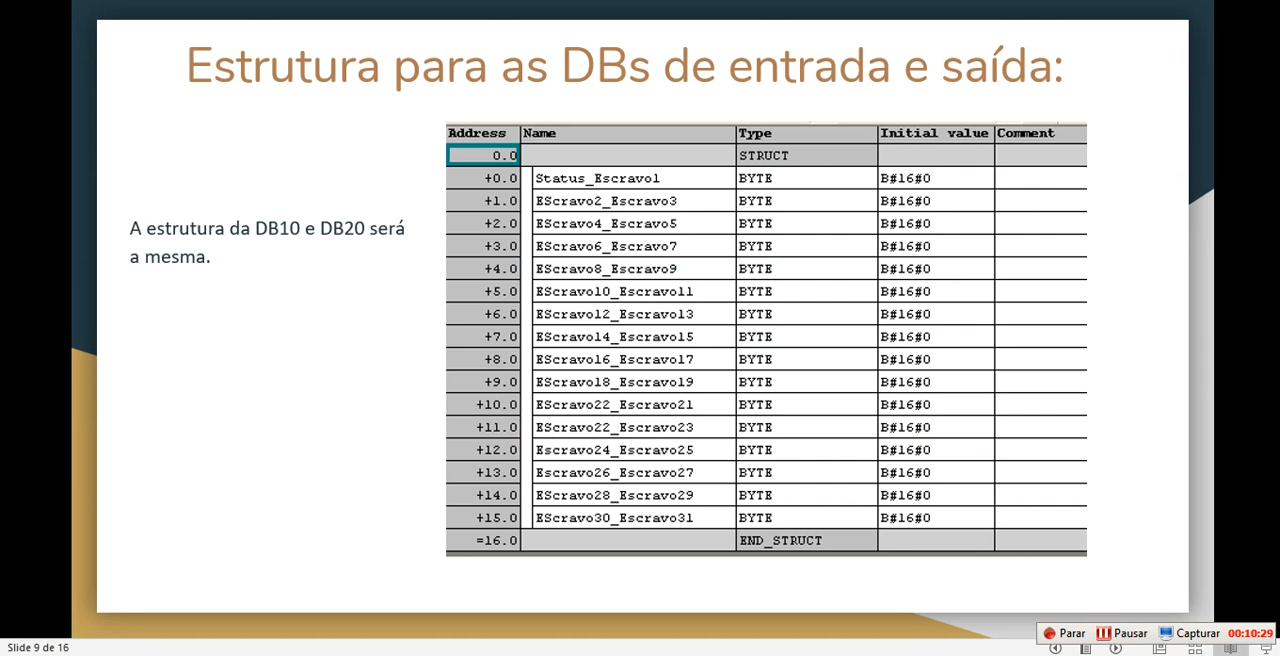 Estrutura para as DBs de entrada e saída:
A estrutura da DB10 e DB20 será
a mesma.
Address Name Type Initial value Comment
0.0 STRUCT
+0.0 Status_Escravo1 BYTE B#16#0
+1.0 EScravo2_Escravo3 BYTE B#16#0
+2.0 EScravo4_Escravo5 BYTE B#16#0
+3.0 EScravo6_Escravo7 BYTE B#16#0
+4.0 EScravo8_Escravo9 BYTE B#16#0
+5.0 EScravo10_Escravo11 BYTE B#16#0
+6.0 EScravo12_Escravo13 BYTE B#16#0
+7.0 EScravo14_Escravo15 BYTE B#16#0
+8.0 EScravo16_Escravo17 BYTE B#16#0
+9.0 EScravo18_Escravo19 BYTE B#16#0
+10.0 EScravo22_Escravo21 BYTE B#16#0
+11.0 EScravo22_Escravo23 BYTE B#16#0
+12.0 Escravo24_Escravo25 BYTE B#16#0
+13.0 Escravo26_Escravo27 BYTE B#16#0
+14.0 EScravo28_Escravo29 BYTE B#16#0
+15.0 EScravo30_Escravo31 BYTE B#16#0
=16.0 END_STRUCT
Parar Pausar Capturar 00:10:29
Slide 9 de 16